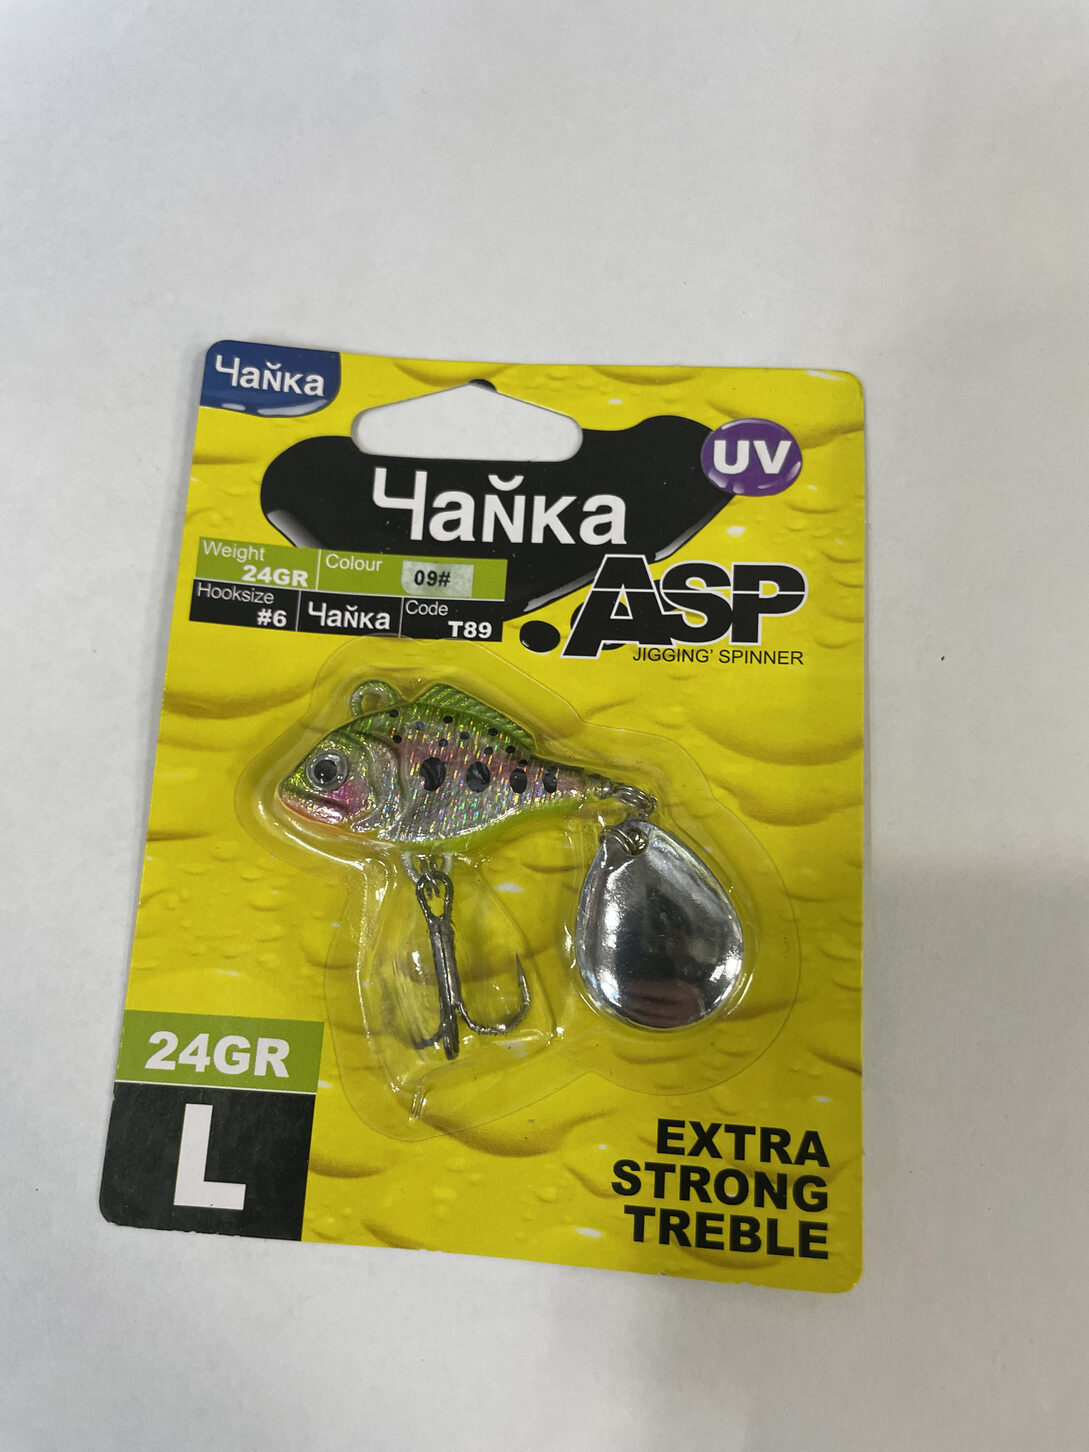 Чайка
UV
Чайка
Weight 24GR Colour 09#
Hooksize #6 Чайка Code T89
ASP
JIGGING' SPINNER
24GR
L
EXTRA
STRONG
TREBLE